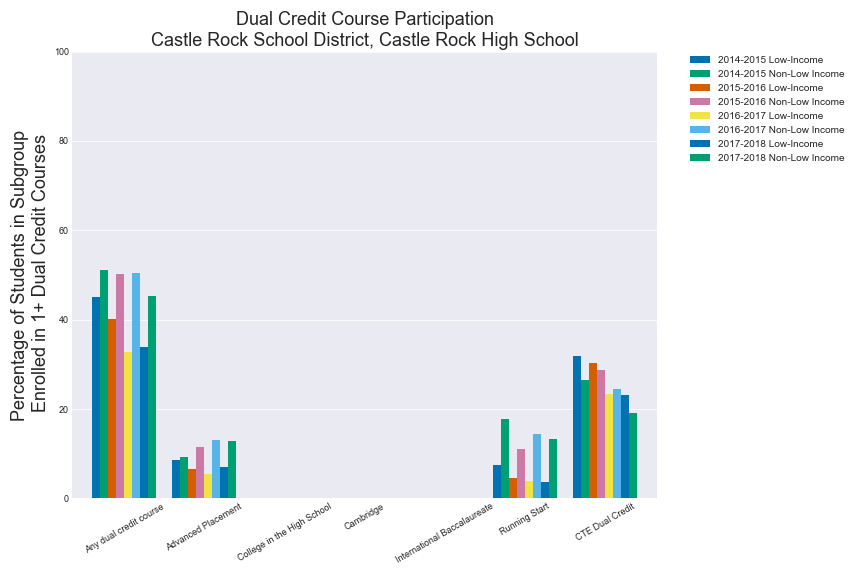 Dual Credit Course Participation
Castle Rock School District, Castle Rock High School
Percentage of Students in Subgroup
Enrolled in 1+ Dual Credit Courses
100
80
60
40
20
0
Any dual credit course
Advanced Placement
College in the High School
Cambridge
International Baccalaureate
Running Start
CTE Dual Credit
2014-2015 Low-Income
2014-2015 Non-Low Income
2015-2016 Low-Income
2015-2016 Non-Low Income
2016-2017 Low-Income
2016-2017 Non-Low Income
2017-2018 Low-Income
2017-2018 Non-Low Income